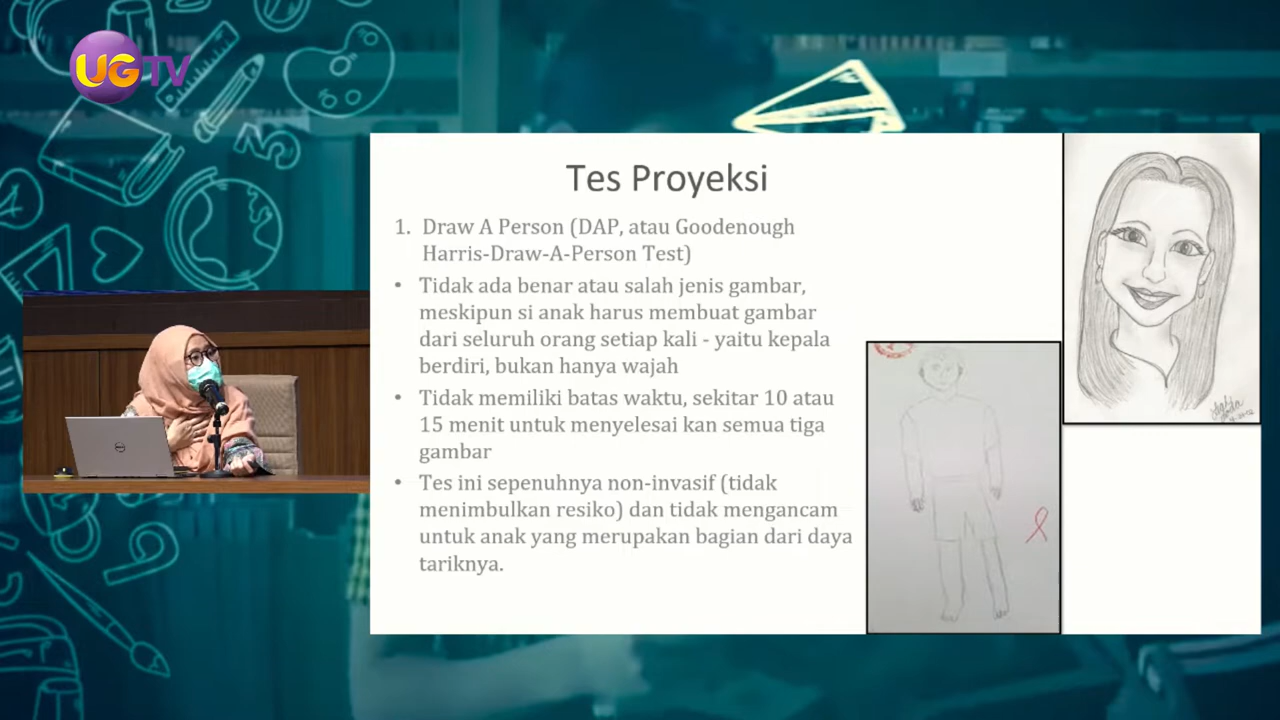 UGTV
Tes Proyeksi
1. Draw A Person (DAP, atau Goodenough
Harris-Draw-A-Person Test)
• Tidak ada benar atau salah jenis gambar,
meskipun si anak harus membuat gambar
dari seluruh orang setiap kali - yaitu kepala
berdiri, bukan hanya wajah
• Tidak memiliki batas waktu, sekitar 10 atau
15 menit untuk menyelesai kan semua tiga
gambar
• Tes ini sepenuhnya non-invasif (tidak
menimbulkan resiko) dan tidak mengancam
untuk anak yang merupakan bagian dari daya
tariknya.